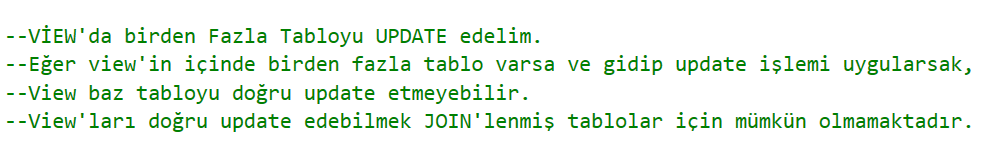 --VİEW'da birden Fazla Tabloyu UPDATE edelim.
--Eğer view'in içinde birden fazla tablo varsa ve gidip update işlemi uygularsak,
--View baz tabloyu doğru update etmeyebilir.
--View'ları doğru update edebilmek JOIN'lenmiş tablolar için mümkün olmamaktadır.